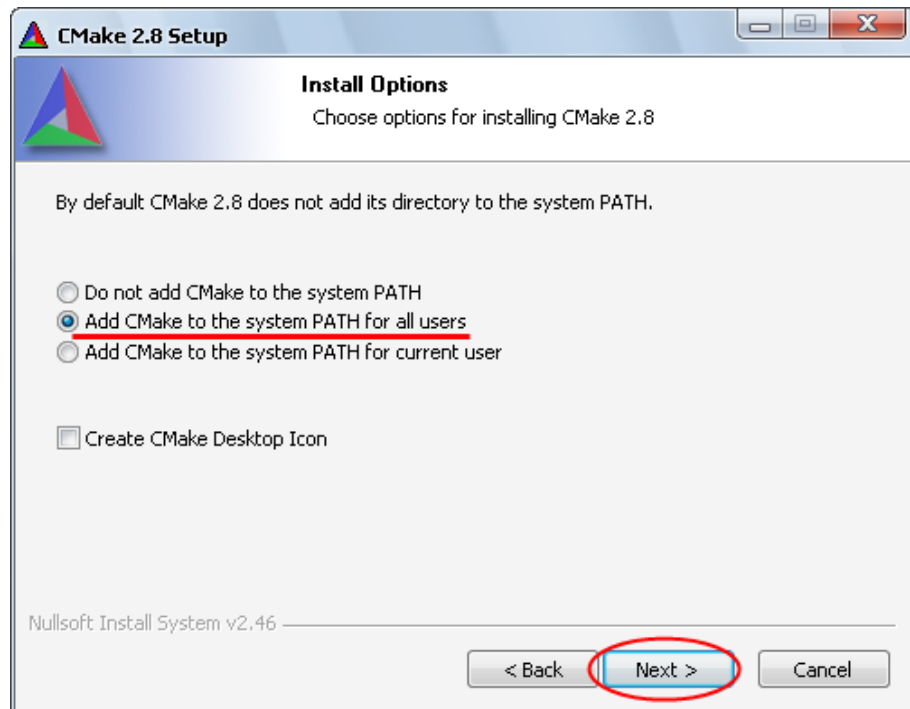 CMake 2.8 Setup
Install Options
Choose options for installing CMake 2.8
By default CMake 2.8 does not add its directory to the system PATH.
Do not add CMake to the system PATH
Add CMake to the system PATH for all users
Add CMake to the system PATH for current user
Create CMake Desktop Icon
Nullsoft Install System v2.46
< Back Next > Cancel